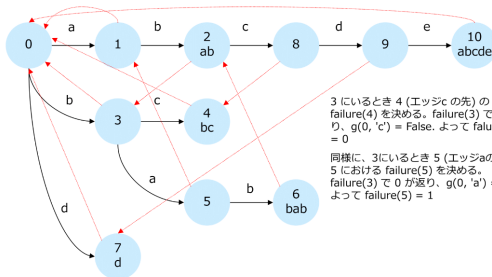 a
b
c
d
e
0
1
2
ab
8
9
10
abcde
b
c
3
4
bc
a
b
5
6
bab
d
7
d
3 にいるとき 4 (エッジc の先) の
failure(4) を決める。failure(3) で
り、g(0, 'c') = False. よって
= 0
同様に、3にいるとき 5 (エッジaの
5 における failure(5) を決める。
failure(3) で 0 が返り、g(0, 'a') =
よって failure(5) = 1